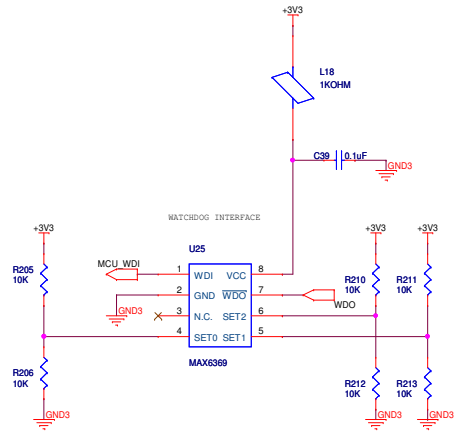 +3V3
L18
1KOHM
C39 0.1uF
GND3
WATCHDOG INTERFACE
+3V3
U25
+3V3
+3V3
MCU_WDI
1 WDI VCC 8
R205
10K
2 GND WDO 7
R210
10K
R211
10K
WDO
GND3
3 N.C. SET2 6
4 SET0 SET1 5
MAX6369
R206
10K
R212
10K
R213
10K
GND3
GND3
GND3